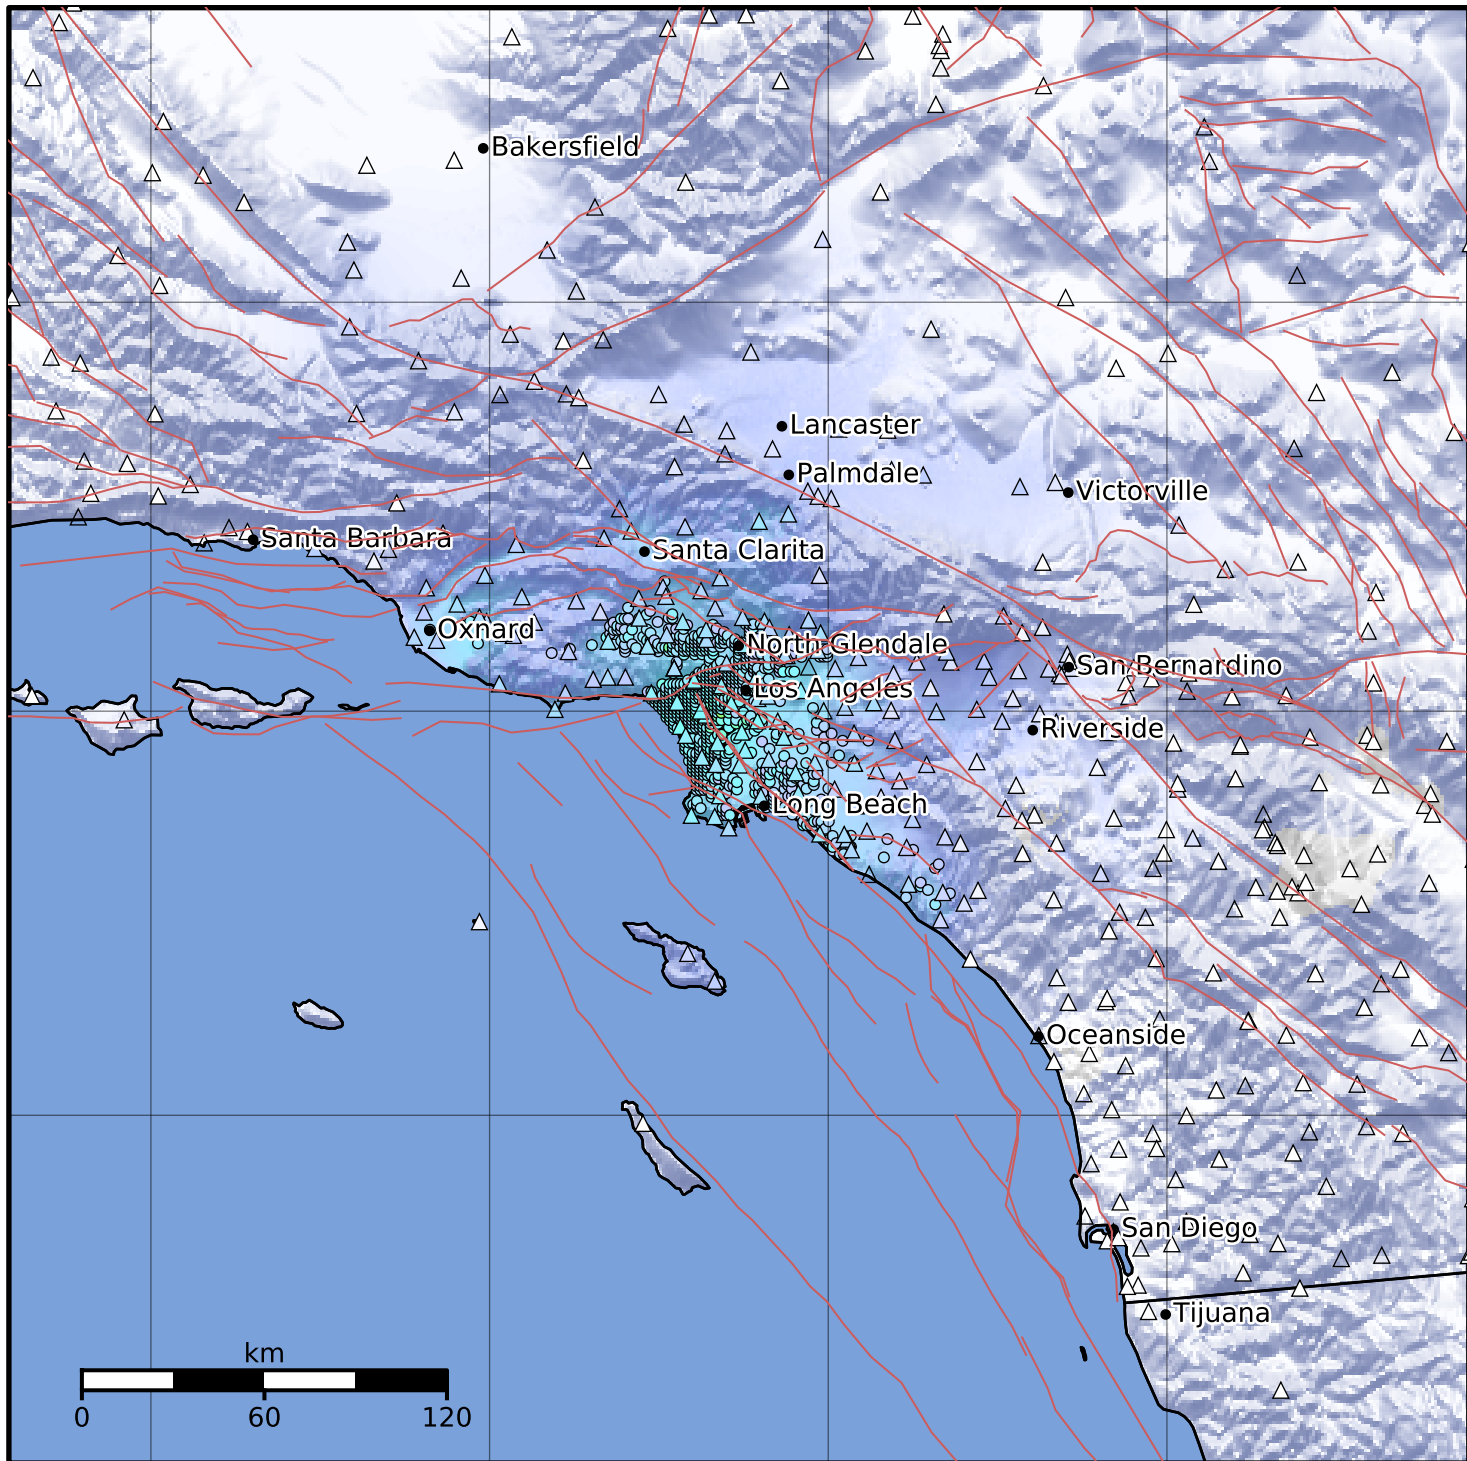 Bakersfield
Lancaster
Palmdale
Victorville
Santa Barbara
Santa Clarita
Oxnard
North Glendale
San Bernardino
Los Angeles
Riverside
Long Beach
Oceanside
San Diego
Tijuana
km
0 60 120